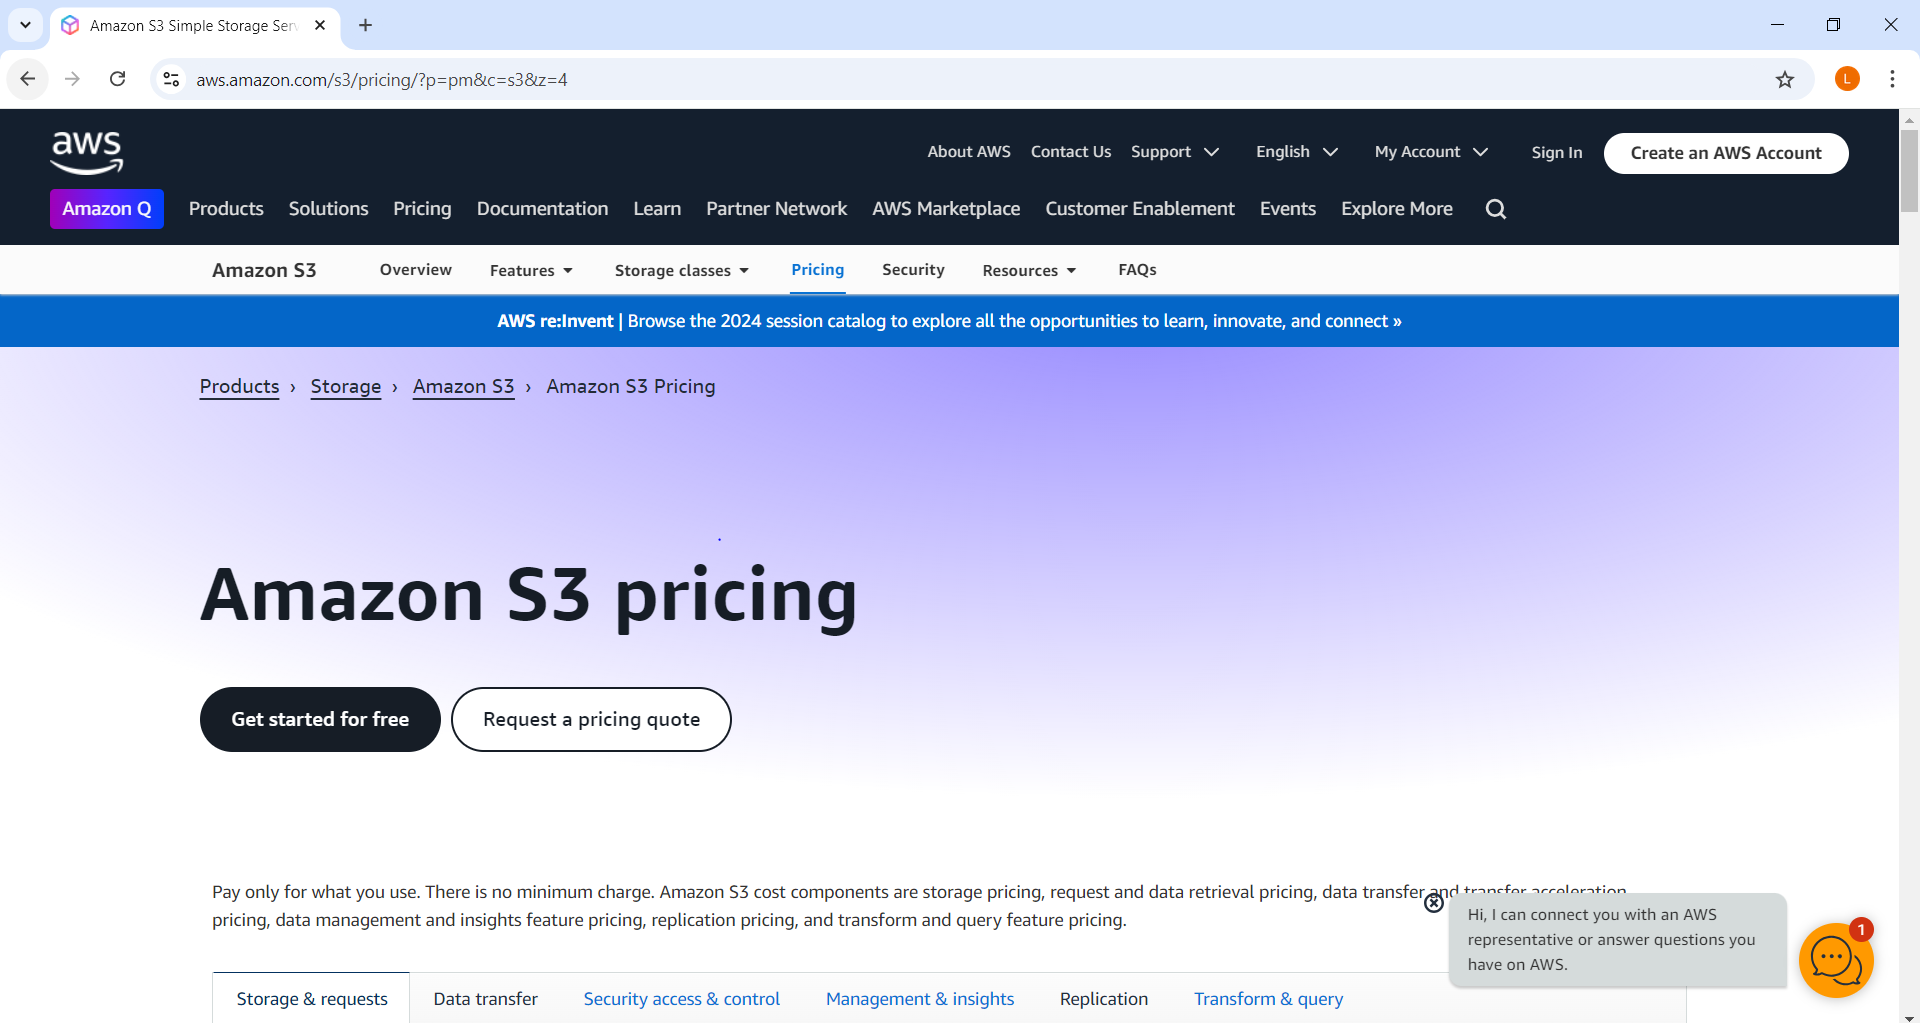 Amazon S3 Simple Storage Serv
aws.amazon.com/s3/pricing/?p=pm&c=s3&z=4
L
aws
About AWS Contact Us Support English My Account Sign In Create an AWS Account
Amazon Q Products Solutions Pricing Documentation Learn Partner Network AWS Marketplace Customer Enablement Events Explore More
Amazon S3 Overview Features Storage classes Pricing Security Resources FAQs
AWS re:Invent | Browse the 2024 session catalog to explore all the opportunities to learn, innovate, and connect »
Products › Storage › Amazon S3 › Amazon S3 Pricing
Amazon S3 pricing
Get started for free Request a pricing quote
Pay only for what you use. There is no minimum charge. Amazon S3 cost components are storage pricing, request and data retrieval pricing, data transfer and transfer acceleration
pricing, data management and insights feature pricing, replication pricing, and transform and query feature pricing.
Hi, I can connect you with an AWS
representative or answer questions you
have on AWS.
1
Storage & requests Data transfer Security access & control Management & insights Replication Transform & query